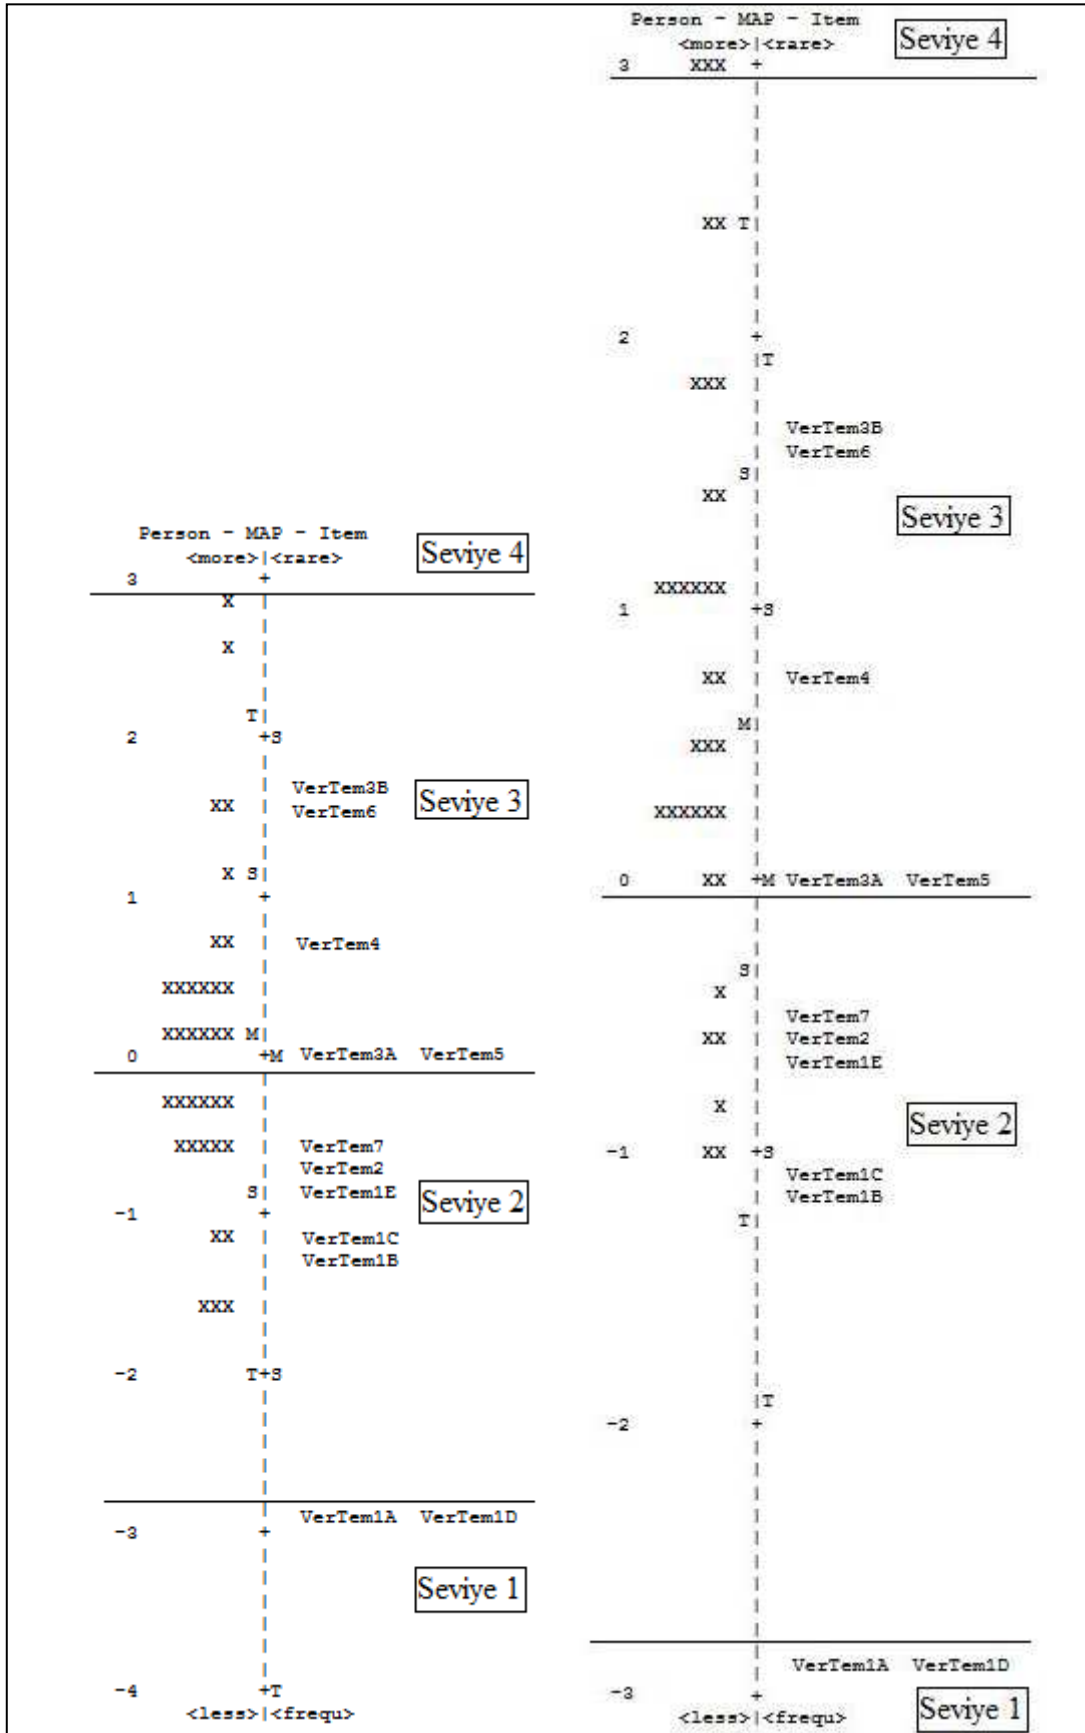 Person - MAP - Item
<more>|<rare>
Seviye 4
3 +
X |
X |
T|
2 +S
VerTem3B
XX | VerTem6
Seviye 3
X S|
1 +
XX | VerTem4
XXXXXX |
XXXXXX M|
0 +M VerTem3A VerTem5
XXXXXX |
XXXXX | VerTem7
VerTem2
S| VerTem1E
Seviye 2
-1 +
XX | VerTem1C
VerTem1B
XXX |
-2 T+S
VerTem1A VerTem1D
-3 +
Seviye 1
-4 +T
<less>|<frequ>
Person - MAP - Item
<more>|<rare>
Seviye 4
3 XXX +
XX T|
2 +
|T
XXX |
VerTem3B
VerTem6
S|
XX |
Seviye 3
XXXXXX |
1 +S
XX | VerTem4
M|
XXX |
XXXXXX |
0 XX +M VerTem3A VerTem5
S|
X |
VerTem7
XX | VerTem2
VerTem1E
X |
Seviye 2
-1 XX +S
VerTem1C
VerTem1B
T|
|T
-2 +
VerTem1A VerTem1D
-3 +
Seviye 1
<less>|<frequ>